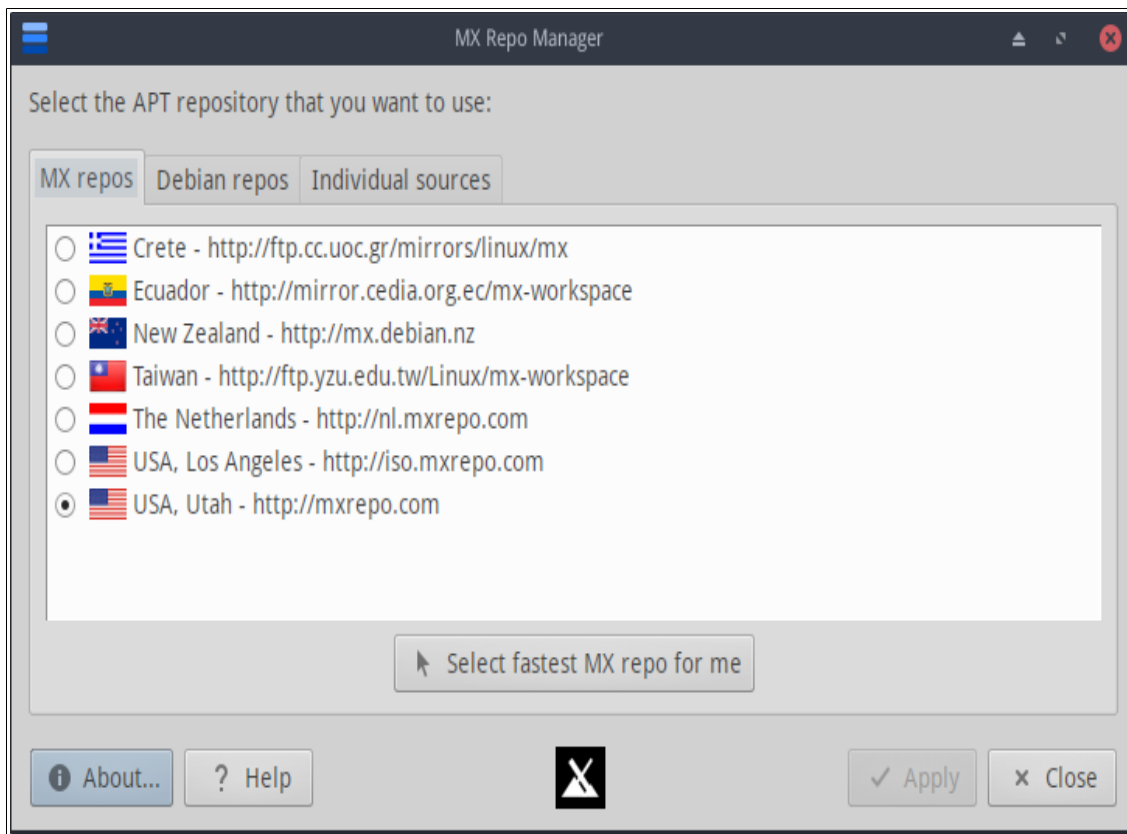 MX Repo Manager
Select the APT repository that you want to use:
MX repos Debian repos Individual sources
Crete - http://ftp.cc.uoc.gr/mirrors/linux/mx
Ecuador - http://mirror.cedia.org.ec/mx-workspace
New Zealand - http://mx.debian.nz
Taiwan - http://ftp.yzu.edu.tw/Linux/mx-workspace
The Netherlands - http://nl.mxrepo.com
USA, Los Angeles - http://iso.mxrepo.com
USA, Utah - http://mxrepo.com
Select fastest MX repo for me
About... ? Help Apply Close